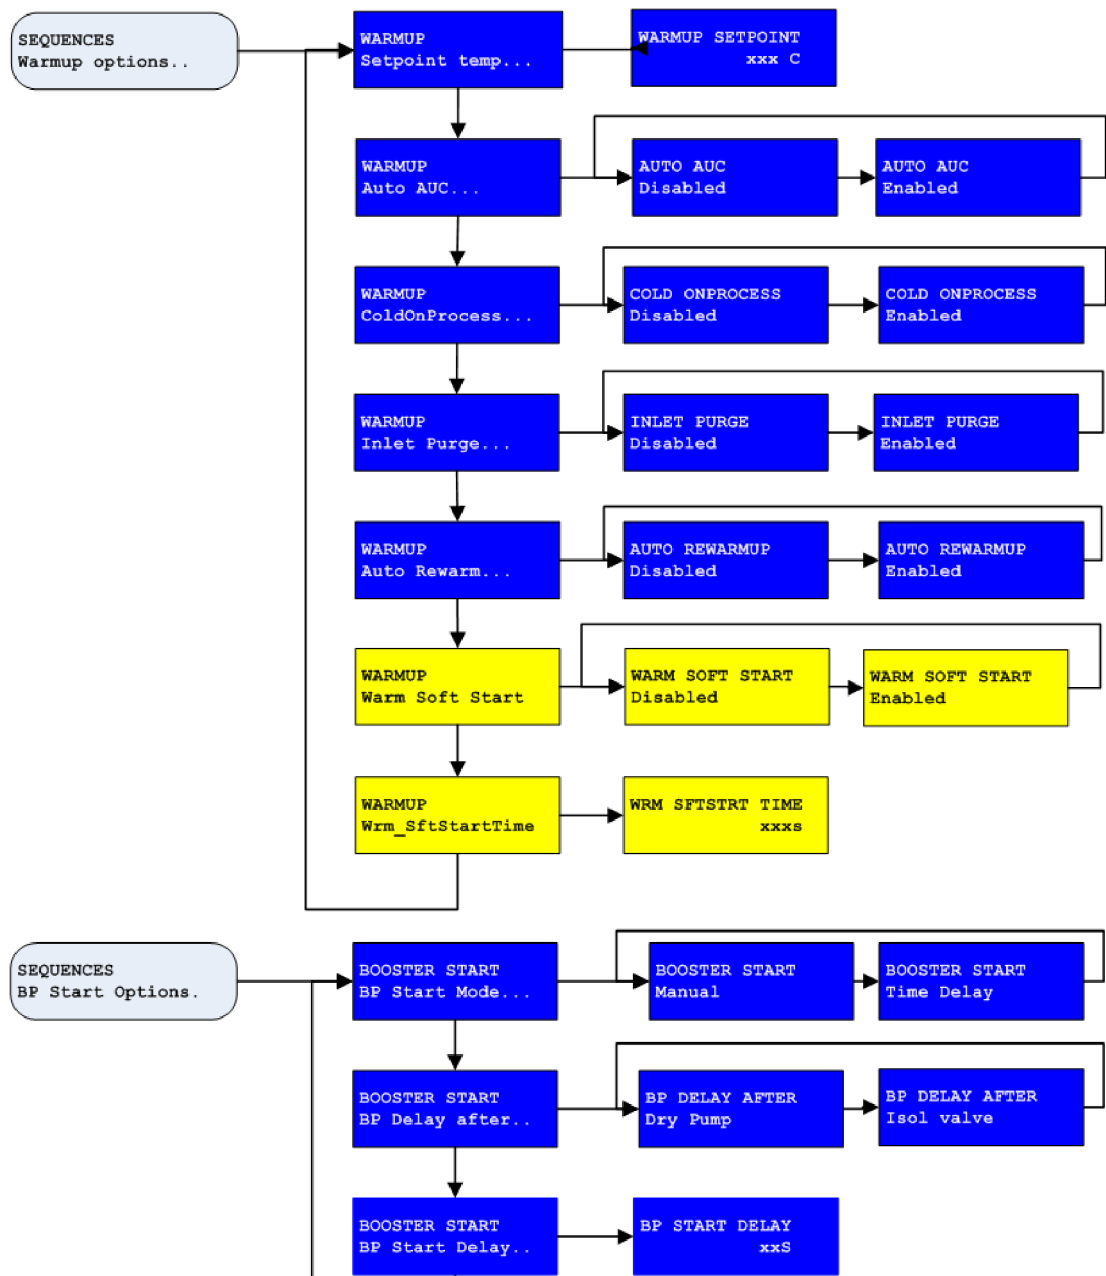 SEQUENCES
Warmup options..
WARMUP
Setpoint temp...
WARMUP SETPOINT
xxx C
WARMUP
Auto AUC...
AUTO AUC
Disabled
AUTO AUC
Enabled
WARMUP
ColdOnProcess...
COLD ONPROCESS
Disabled
COLD ONPROCESS
Enabled
WARMUP
Inlet Purge...
INLET PURGE
Disabled
INLET PURGE
Enabled
WARMUP
Auto Rewarm...
AUTO REWARMUP
Disabled
AUTO REWARMUP
Enabled
WARMUP
Warm Soft Start
WARM SOFT START
Disabled
WARM SOFT START
Enabled
WARMUP
Wrm_SftStartTime
WRM SFTSTRT TIME
xxxs
SEQUENCES
BP Start Options.
BOOSTER START
BP Start Mode...
BOOSTER START
Manual
BOOSTER START
Time Delay
BOOSTER START
BP Delay after..
BP DELAY AFTER
Dry Pump
BP DELAY AFTER
Isol valve
BOOSTER START
BP Start Delay..
BP START DELAY
xxS